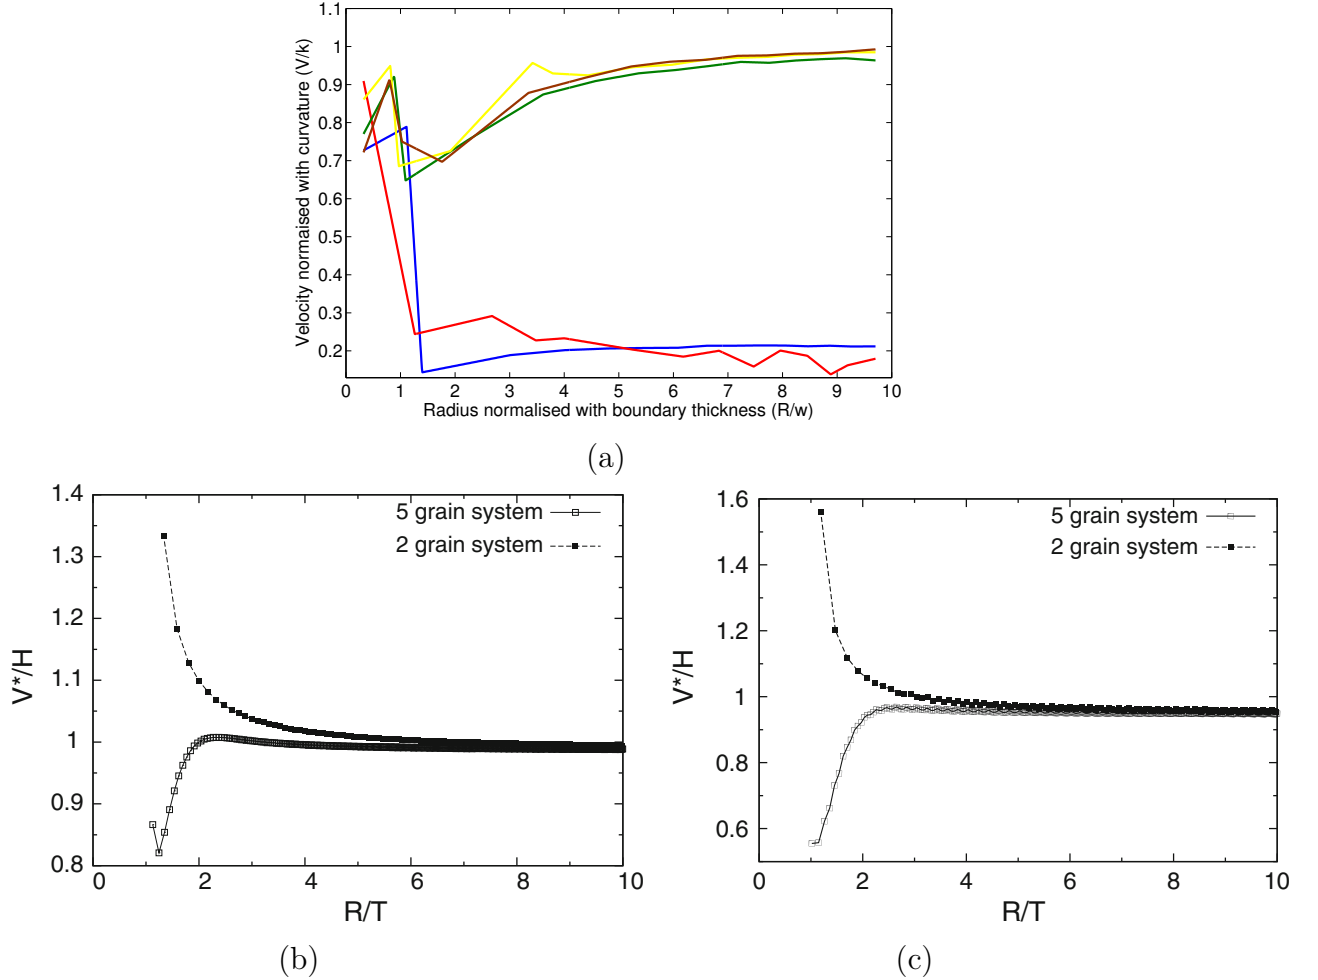 1.1
1
0.9
0.8
0.7
0.6
0.5
0.4
0.3
0.2
Velocity normaised with curvature (V/k)
0 1 2 3 4 5 6 7 8 9 10
Radius normalised with boundary thickness (R/w)
(a)
1.4
1.3
1.2
1.1
1
0.9
0.8
V*/H
5 grain system
2 grain system
0 2 4 6 8 10
R/T
(b)
1.6
1.4
1.2
1
0.8
0.6
V*/H
5 grain system
2 grain system
0 2 4 6 8 10
R/T
(c)